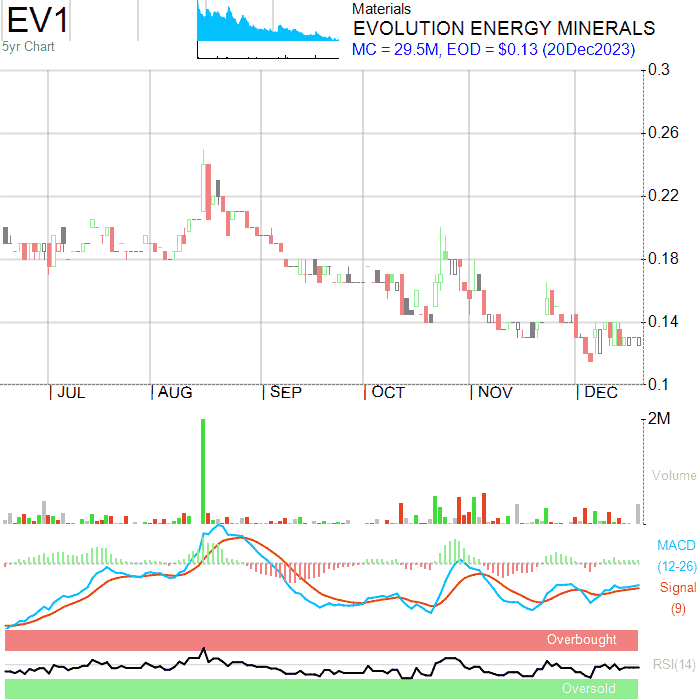 EV1
5yr Chart
Materials
EVOLUTION ENERGY MINERALS
MC = 29.5M, EOD = $0.13 (20Dec2023)
0.3
0.26
0.22
0.18
0.14
0.1
JUL AUG SEP OCT NOV DEC
2M
Volume
MACD
(12-26)
Signal
(9)
Overbought
RSI(14)
Oversold